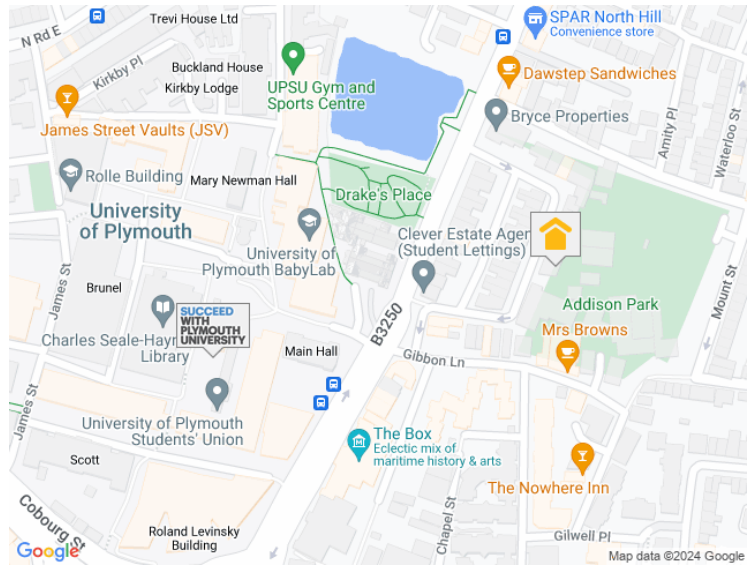 Trevi House Ltd
SPAR North Hill
Convenience store
N Rd E
Kirkby Pl
Buckland House
Kirkby Lodge
Dawstep Sandwiches
UPSU Gym and
Sports Centre
James Street Vaults (JSV)
Bryce Properties
Amity Pl
Waterloo St
Rolle Building
Mary Newman Hall
Drake's Place
University
of Plymouth
Clever Estate Agen
(Student Lettings)
University of
Plymouth BabyLab
James St
Brunel
Addison Park
Mount St
SUCCEED
WITH
PLYMOUTH
UNIVERSITY
B3250
Mrs Browns
Charles Seale-Hayn
Library
Main Hall
Gibbon Ln
James St
University of Plymouth
Students' Union
The Box
Eclectic mix of
maritime history & arts
Scott
The Nowhere Inn
Chapel St
Cobourg St
Roland Levinsky
Building
Gilwell Pl
Google
Map data ©2024 Google